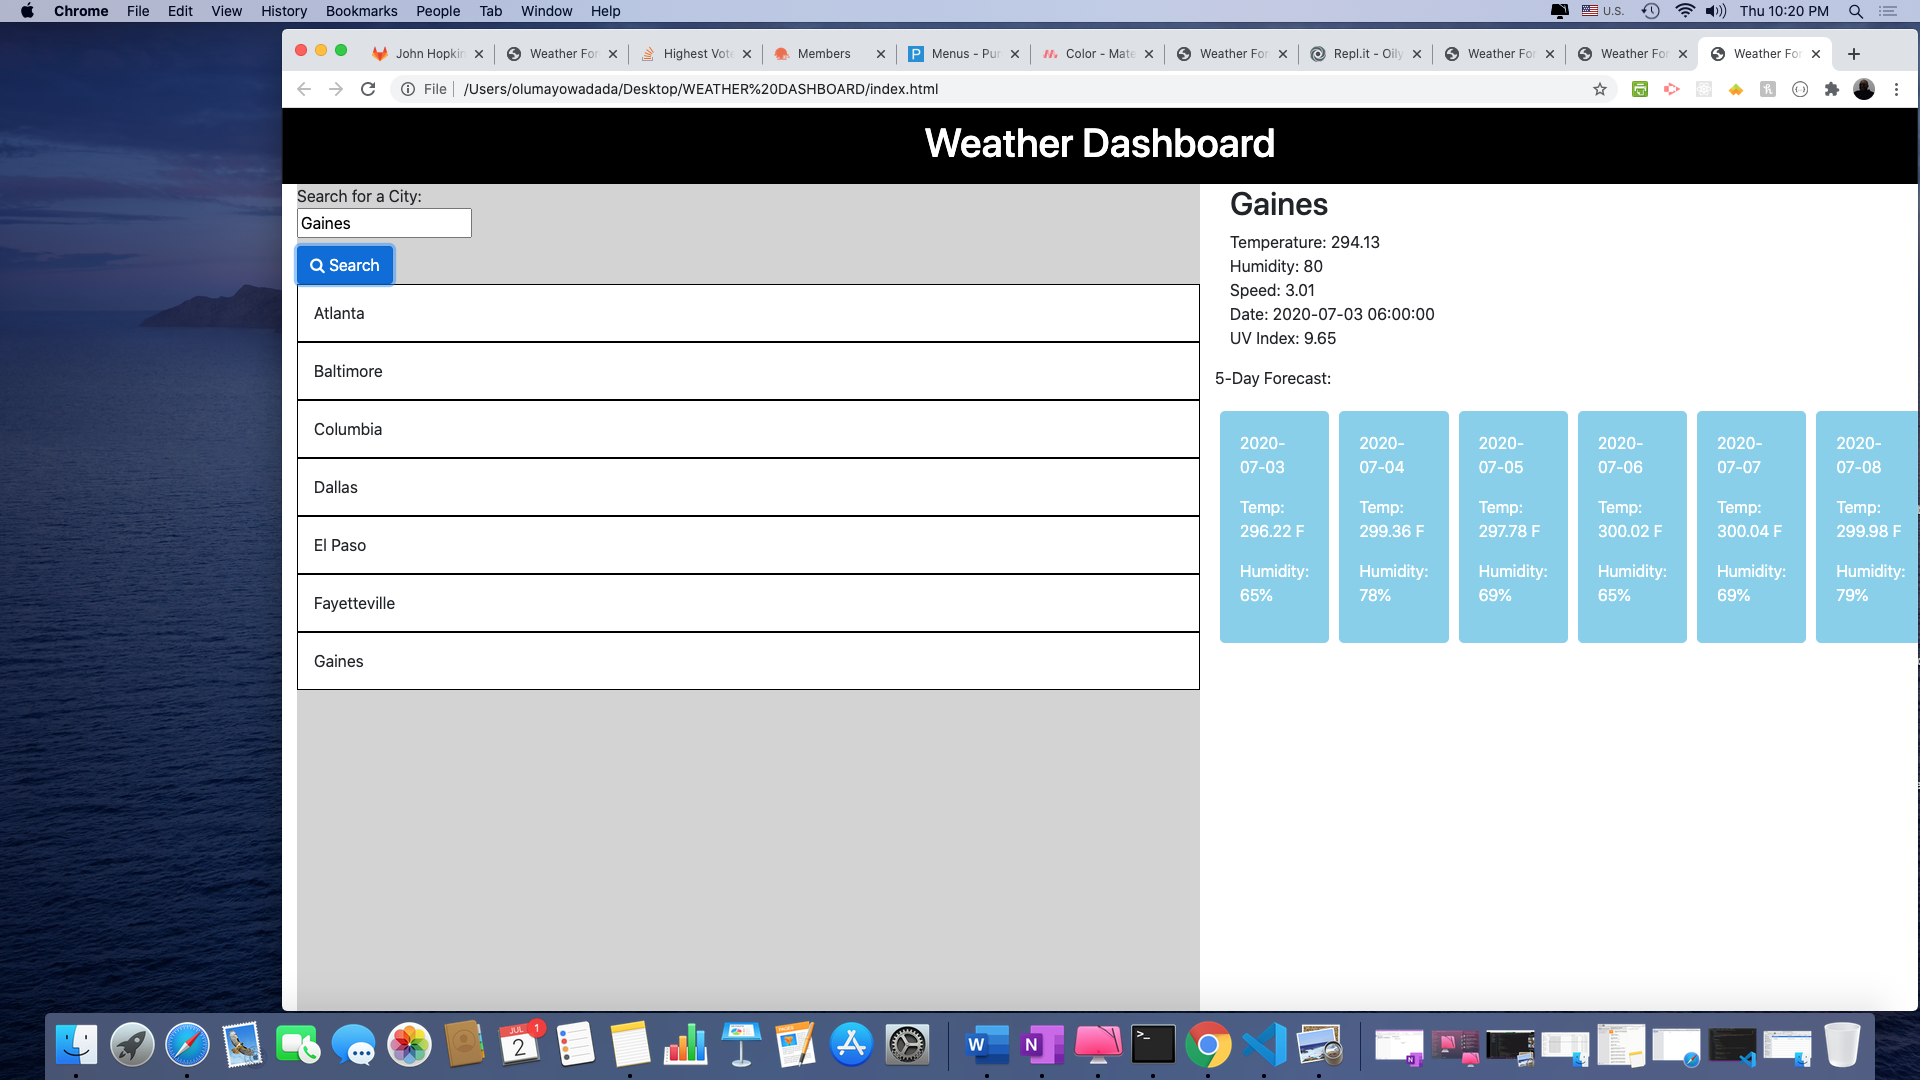 Chrome File Edit View History Bookmarks People Tab Window Help U.S. Thu 10:20 PM
John Hopkin Weather For Highest Vote Members Menus - Pur Color - Mate Weather For Repl.it - Oily Weather For Weather For Weather For
File /Users/olumayowadada/Desktop/WEATHER%20DASHBOARD/index.html
Weather Dashboard
Search for a City:
Gaines
Search
Atlanta
Baltimore
Columbia
Dallas
El Paso
Fayetteville
Gaines
Gaines
Temperature: 294.13
Humidity: 80
Speed: 3.01
Date: 2020-07-03 06:00:00
UV Index: 9.65
5-Day Forecast:
2020-
07-03
Temp:
296.22 F
Humidity:
65%
2020-
07-04
Temp:
299.36 F
Humidity:
78%
2020-
07-05
Temp:
297.78 F
Humidity:
69%
2020-
07-06
Temp:
300.02 F
Humidity:
65%
2020-
07-07
Temp:
300.04 F
Humidity:
69%
2020-
07-08
Temp:
299.98 F
Humidity:
79%
JUL
2
1